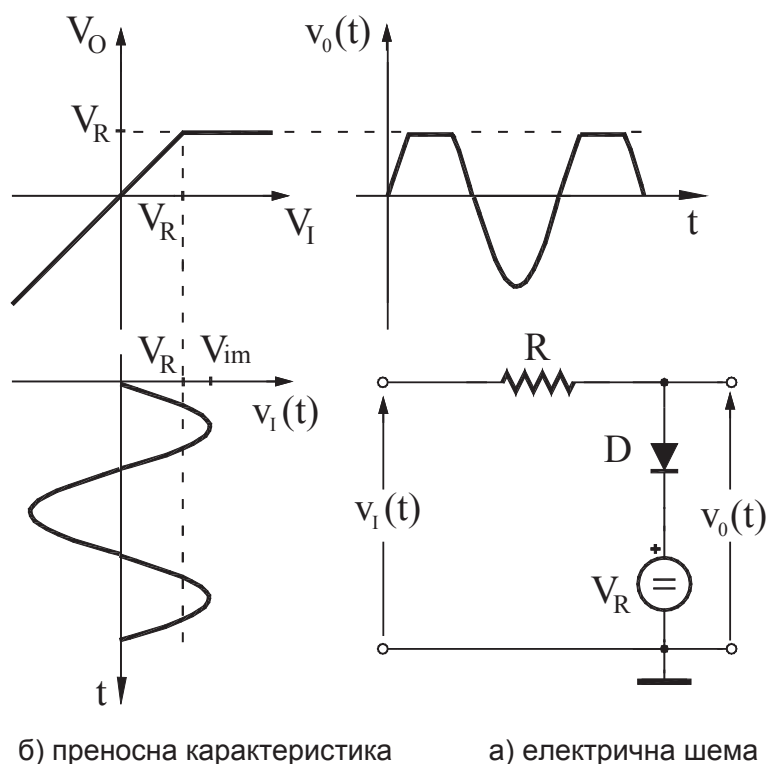 V_O
v_0(t)
V_R
V_R
V_I
t
V_R
V_im
v_I(t)
t
R
D
v_I(t)
v_0(t)
+
V_R
=
б) преносна карактеристика
а) електрична шема